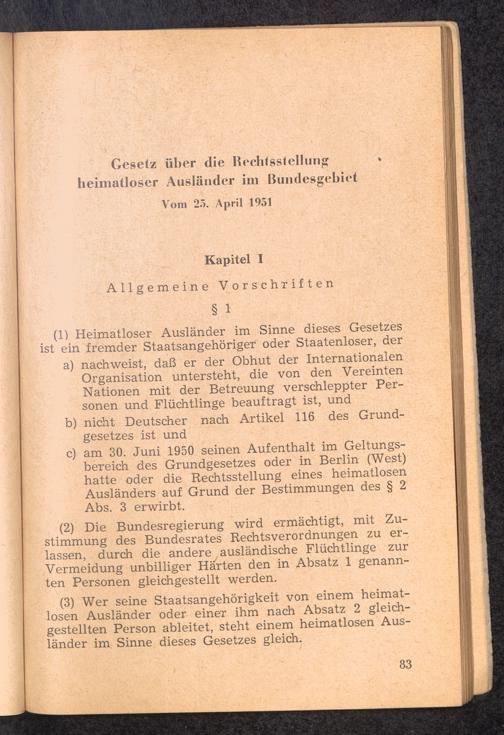 Gesetz über die Rechtsstellung
heimatloser Ausländer im Bundesgebiet
Vom 25. April 1951
Kapitel I
Allgemeine Vorschriften
§ 1
(1) Heimatloser Ausländer im Sinne dieses Gesetzes
ist ein fremder Staatsangehöriger oder Staatenloser, der
a) nachweist, daß er der Obhut der Internationalen
Organisation untersteht, die von den Vereinten
Nationen mit der Betreuung verschleppter Per-
sonen und Flüchtlinge beauftragt ist, und
b) nicht Deutscher nach Artikel 116 des Grund-
gesetzes ist und
c) am 30. Juni 1950 seinen Aufenthalt im Geltungs-
bereich des Grundgesetzes oder in Berlin (West)
hatte oder die Rechtsstellung eines heimatlosen
Ausländers auf Grund der Bestimmungen des § 2
Abs. 3 erwirbt.
(2) Die Bundesregierung wird ermächtigt, mit Zu-
stimmung des Bundesrates Rechtsverordnungen zu er-
lassen, durch die andere ausländische Flüchtlinge zur
Vermeidung unbilliger Härten den in Absatz 1 genann-
ten Personen gleichgestellt werden.
(3) Wer seine Staatsangehörigkeit von einem heimat-
losen Ausländer oder einer ihm nach Absatz 2 gleich-
gestellten Person ableitet, steht einem heimatlosen Aus-
länder im Sinne dieses Gesetzes gleich.
83